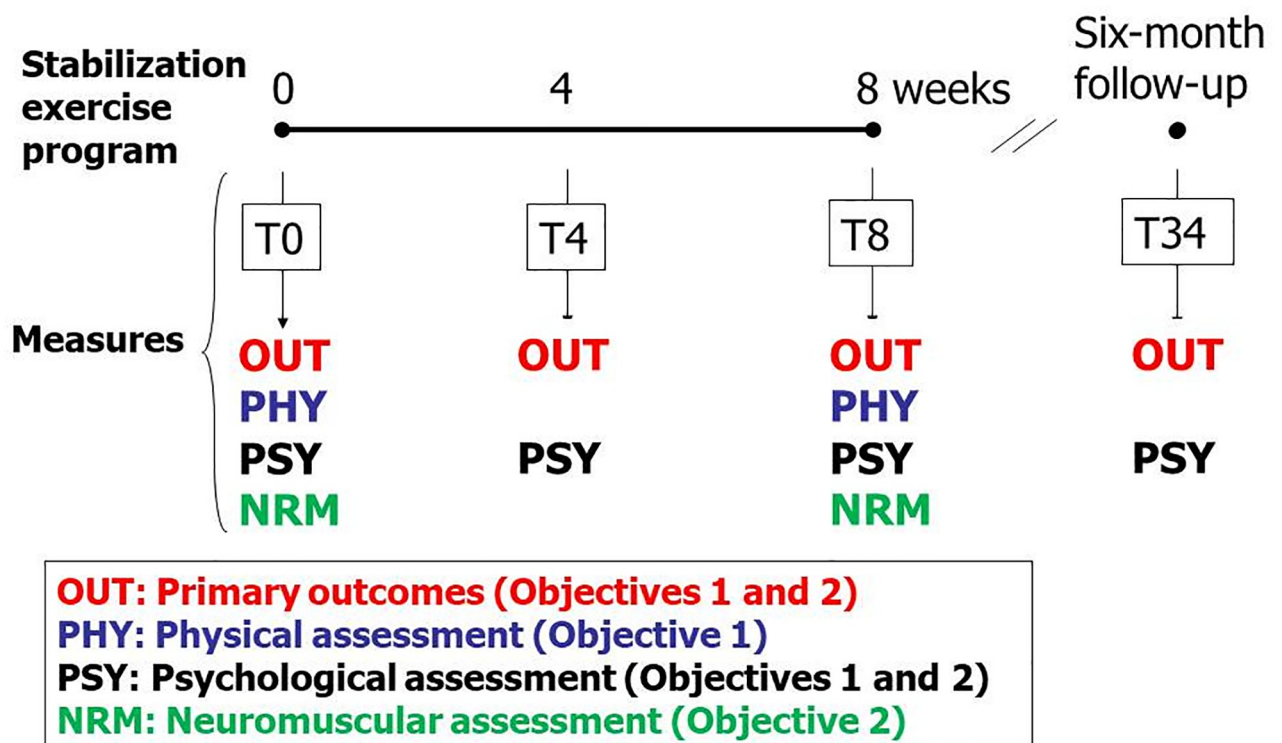 Stabilization
exercise
program
0
4
8 weeks
Six-month
follow-up
T0
T4
T8
T34
Measures
OUT
OUT
OUT
OUT
PHY
PHY
PSY
PSY
PSY
PSY
NRM
NRM
OUT: Primary outcomes (Objectives 1 and 2)
PHY: Physical assessment (Objective 1)
PSY: Psychological assessment (Objectives 1 and 2)
NRM: Neuromuscular assessment (Objective 2)